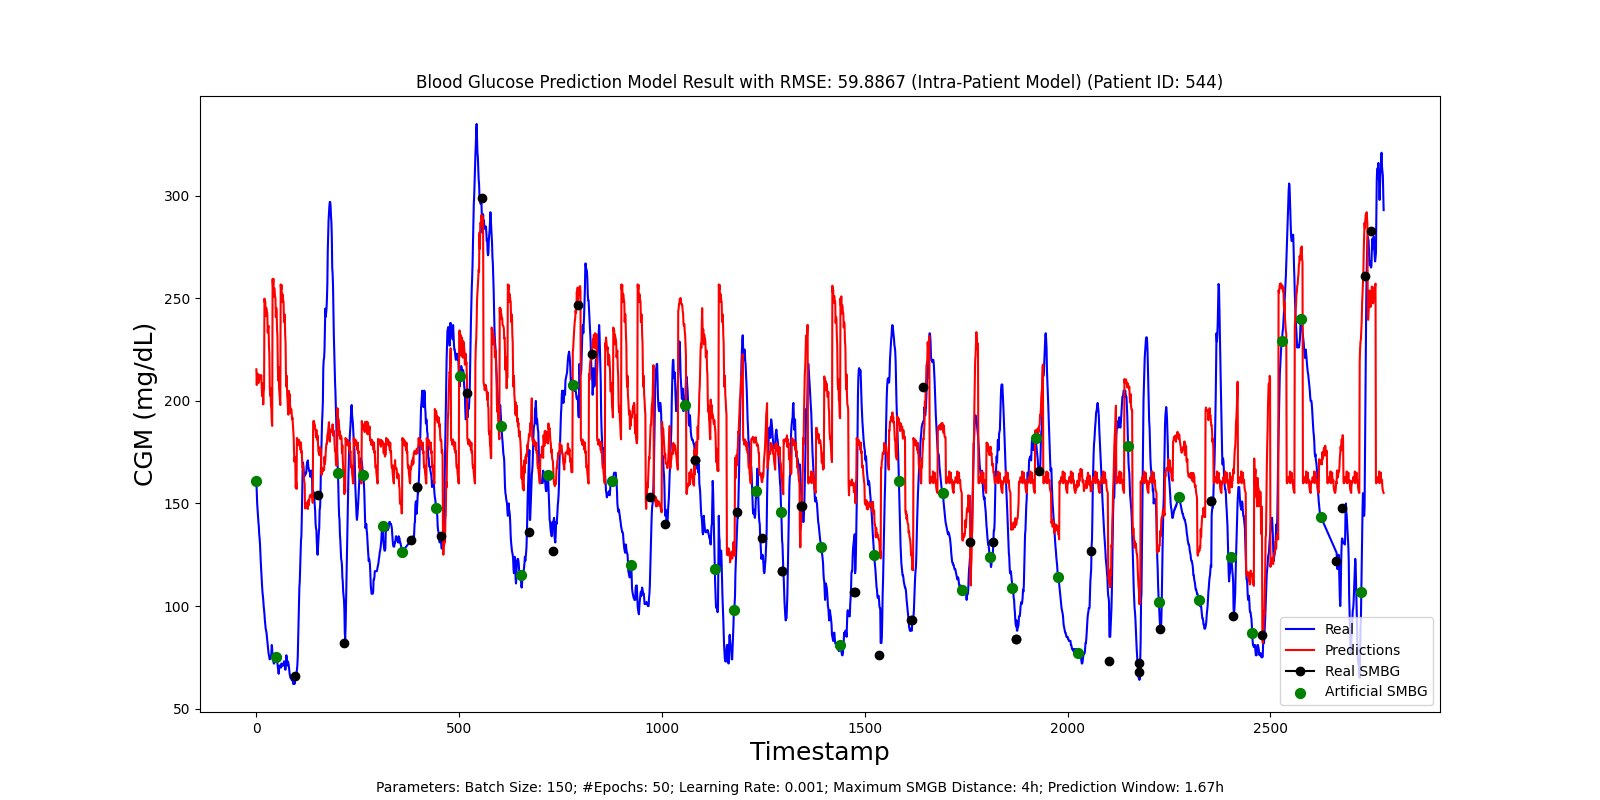 Blood Glucose Prediction Model Result with RMSE: 59.8867 (Intra-Patient Model) (Patient ID: 544)
CGM (mg/dL)
300
250
200
150
100
50
0 500 1000 1500 2000 2500
Timestamp
Real
Predictions
Real SMBG
Artificial SMBG
Parameters: Batch Size: 150; #Epochs: 50; Learning Rate: 0.001; Maximum SMGB Distance: 4h; Prediction Window: 1.67h